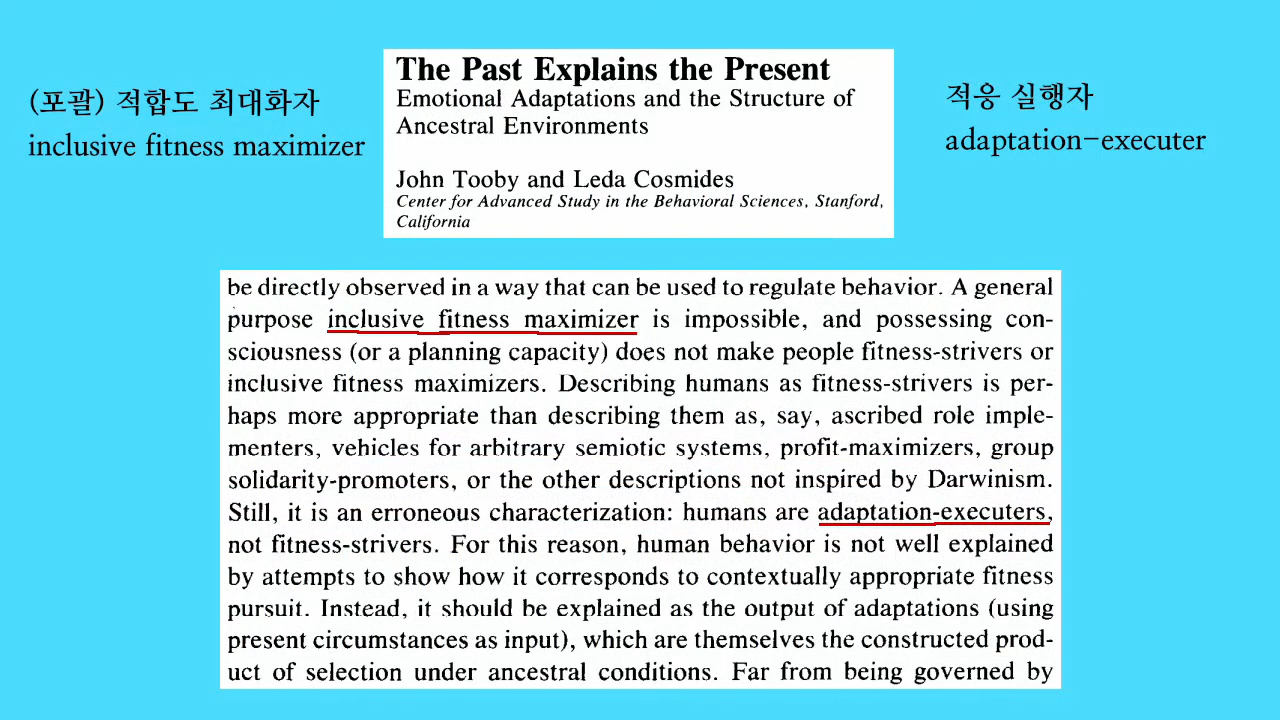 (포괄) 적합도 최대화자
inclusive fitness maximizer
The Past Explains the Present
Emotional Adaptations and the Structure of
Ancestral Environments
John Tooby and Leda Cosmides
Center for Advanced Study in the Behavioral Sciences, Stanford,
California
적응 실행자
adaptation-executer
be directly observed in a way that can be used to regulate behavior. A general
purpose inclusive fitness maximizer is impossible, and possessing con-
sciousness (or a planning capacity) does not make people fitness-strivers or
inclusive fitness maximizers. Describing humans as fitness-strivers is per-
haps more appropriate than describing them as, say, ascribed role imple-
menters, vehicles for arbitrary semiotic systems, profit-maximizers, group
solidarity-promoters, or the other descriptions not inspired by Darwinism.
Still, it is an erroneous characterization: humans are adaptation-executers,
not fitness-strivers. For this reason, human behavior is not well explained
by attempts to show how it corresponds to contextually appropriate fitness
pursuit. Instead, it should be explained as the output of adaptations (using
present circumstances as input), which are themselves the constructed prod-
uct of selection under ancestral conditions. Far from being governed by